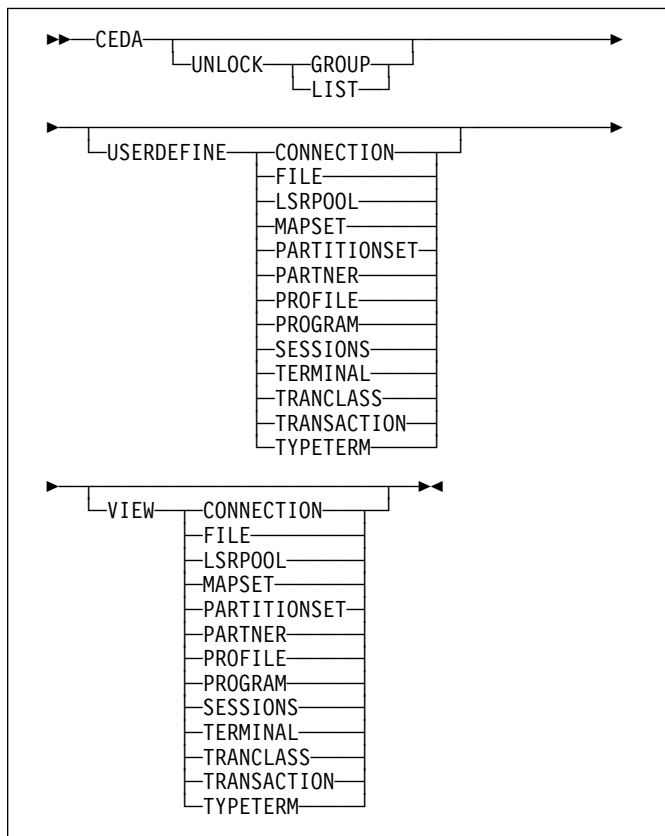 CEDA
UNLOCK GROUP
LIST
USERDEFINE CONNECTION
FILE
LSRPOOL
MAPSET
PARTITIONSET
PARTNER
PROFILE
PROGRAM
SESSIONS
TERMINAL
TRANCLASS
TRANSACTION
TYPETERM
VIEW CONNECTION
FILE
LSRPOOL
MAPSET
PARTITIONSET
PARTNER
PROFILE
PROGRAM
SESSIONS
TERMINAL
TRANCLASS
TRANSACTION
TYPETERM